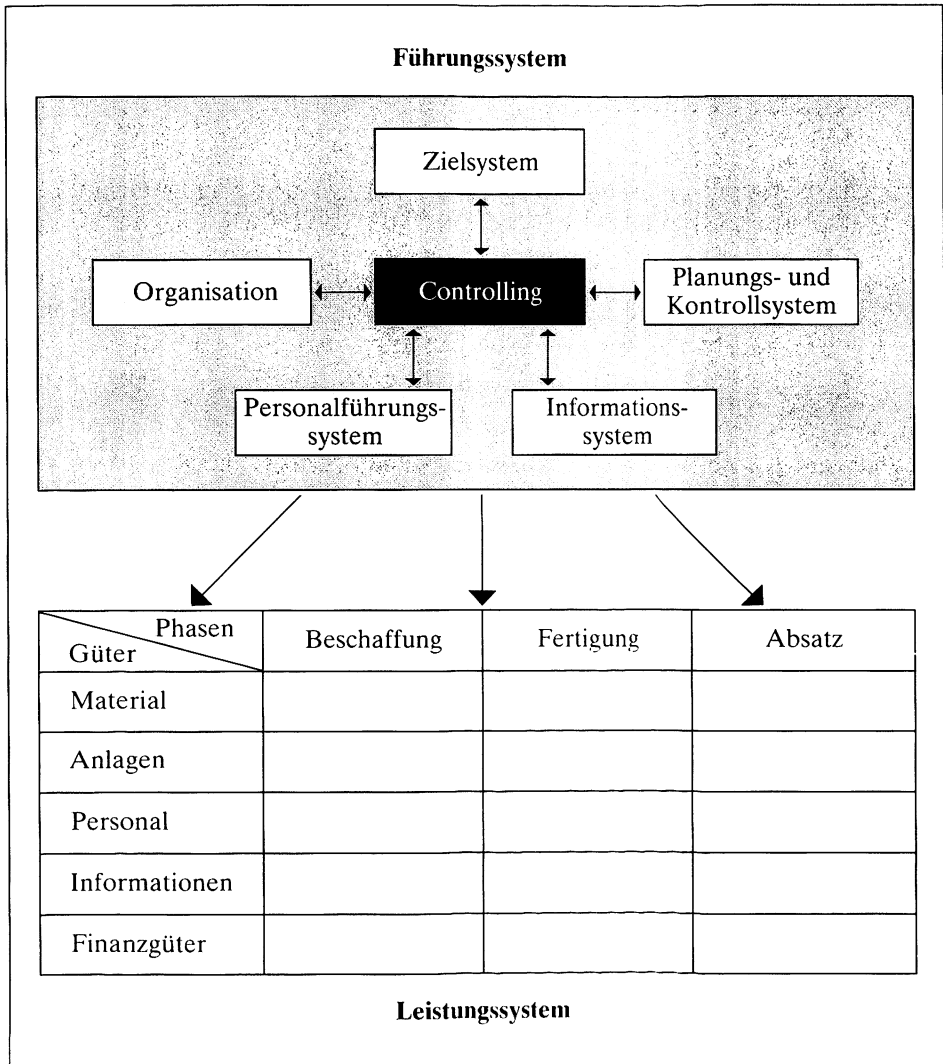 Führungssystem
Zielsystem
Organisation
Controlling
Planungs- und
Kontrollsystem
Personalführungs-
system
Informations-
system
Phasen
Güter
Beschaffung
Fertigung
Absatz
Material
Anlagen
Personal
Informationen
Finanzgüter
Leistungssystem